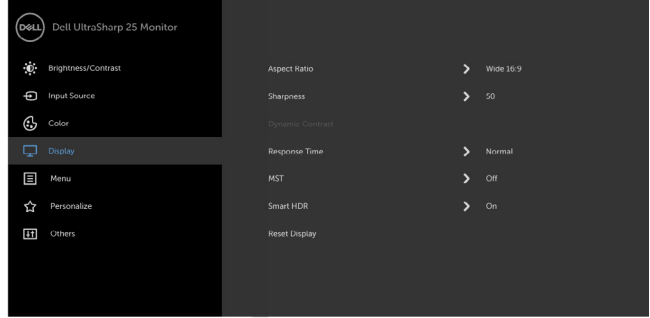 DELL Dell UltraSharp 25 Monitor
Brightness/Contrast
Aspect Ratio Wide 16:9
Input Source
Sharpness 50
Color
Dynamic Contrast
Display
Response Time Normal
Menu
MST Off
Personalize
Smart HDR On
Others
Reset Display